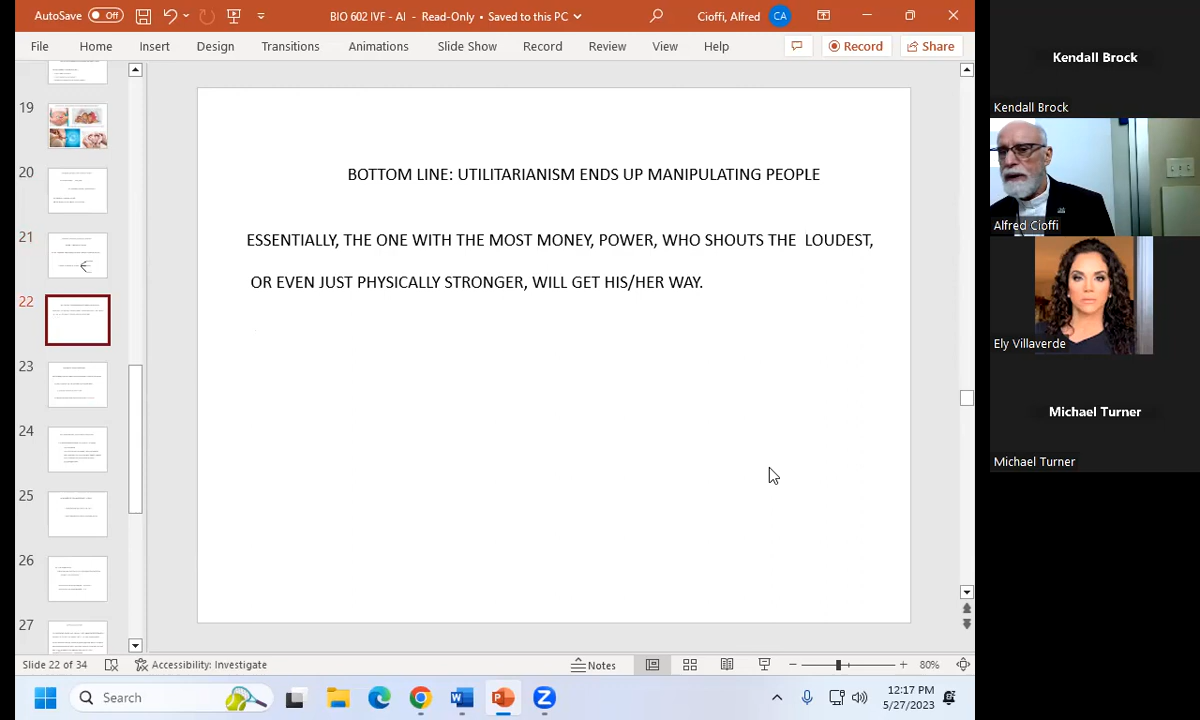 AutoSave Off BIO 602 IVF - AI - Read-Only • Saved to this PC Cioffi, Alfred CA
File Home Insert Design Transitions Animations Slide Show Record Review View Help Record Share
19
20
21
22
23
24
25
26
27
BOTTOM LINE: UTILITARIANISM ENDS UP MANIPULATING PEOPLE
ESSENTIALLY, THE ONE WITH THE MOST MONEY, POWER, WHO SHOUTS THE LOUDEST,
OR EVEN JUST PHYSICALLY STRONGER, WILL GET HIS/HER WAY.
Kendall Brock
Kendall Brock
Alfred Cioffi
Ely Villaverde
Michael Turner
Michael Turner
Slide 22 of 34 Accessibility: Investigate Notes 80%
Search 12:17 PM
5/27/2023